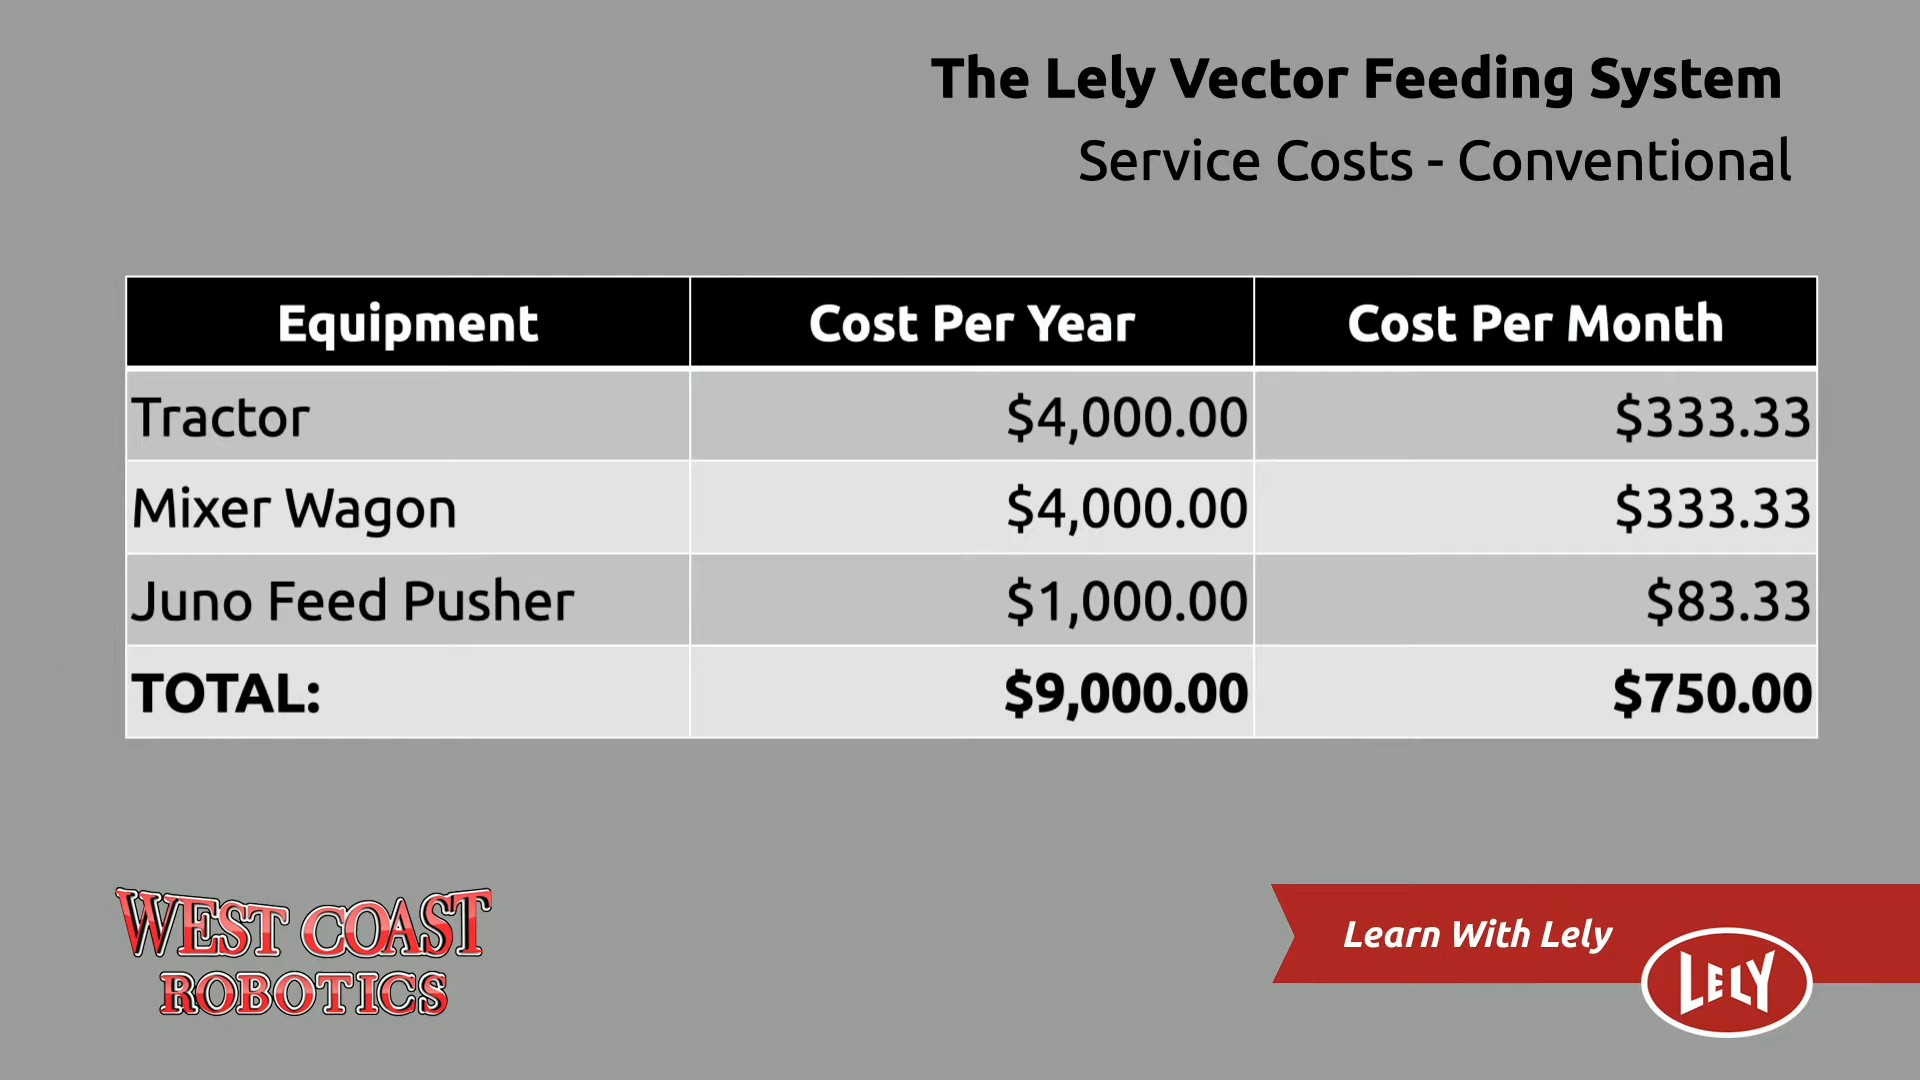 The Lely Vector Feeding System
Service Costs - Conventional
Equipment Cost Per Year Cost Per Month
Tractor $4,000.00 $333.33
Mixer Wagon $4,000.00 $333.33
Juno Feed Pusher $1,000.00 $83.33
TOTAL: $9,000.00 $750.00
WEST COAST
ROBOTICS
Learn With Lely
LELY